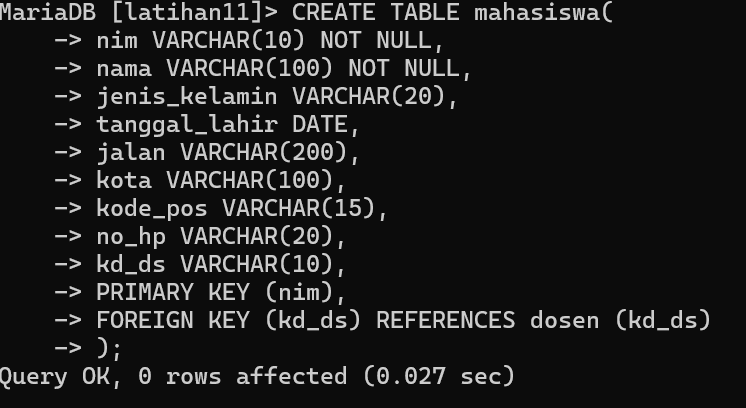 MariaDB [latihan11]> CREATE TABLE mahasiswa(
    -> nim VARCHAR(10) NOT NULL,
    -> nama VARCHAR(100) NOT NULL,
    -> jenis_kelamin VARCHAR(20),
    -> tanggal_lahir DATE,
    -> jalan VARCHAR(200),
    -> kota VARCHAR(100),
    -> kode_pos VARCHAR(15),
    -> no_hp VARCHAR(20),
    -> kd_ds VARCHAR(10),
    -> PRIMARY KEY (nim),
    -> FOREIGN KEY (kd_ds) REFERENCES dosen (kd_ds)
    -> );
Query OK, 0 rows affected (0.027 sec)